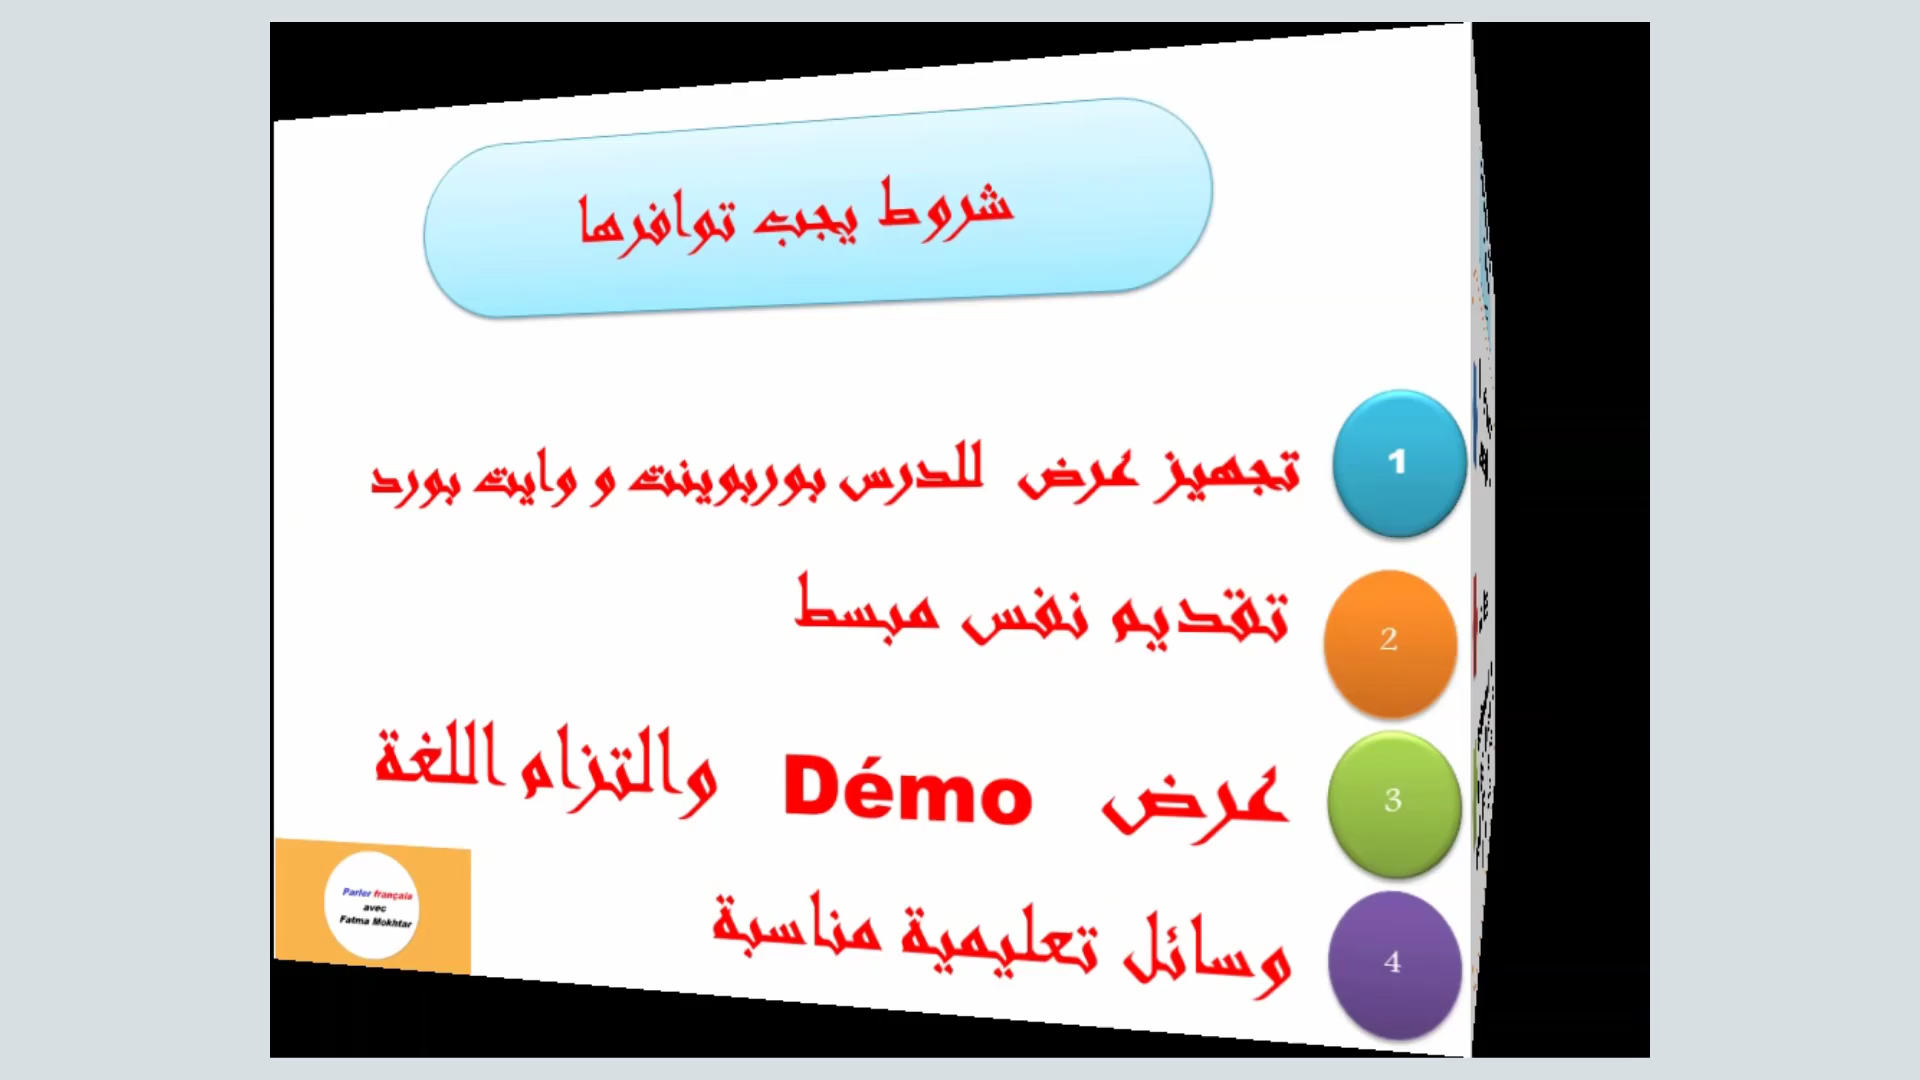 شروط يجب توافرها
1 تجهيز عرض للدرس بوربوينت و وايت بورد
2 تقديم نفس مبسط
3 عرض Démo والتزام اللغة
4 وسائل تعليمية مناسبة
Parler français
avec
Fatma Mokhtar